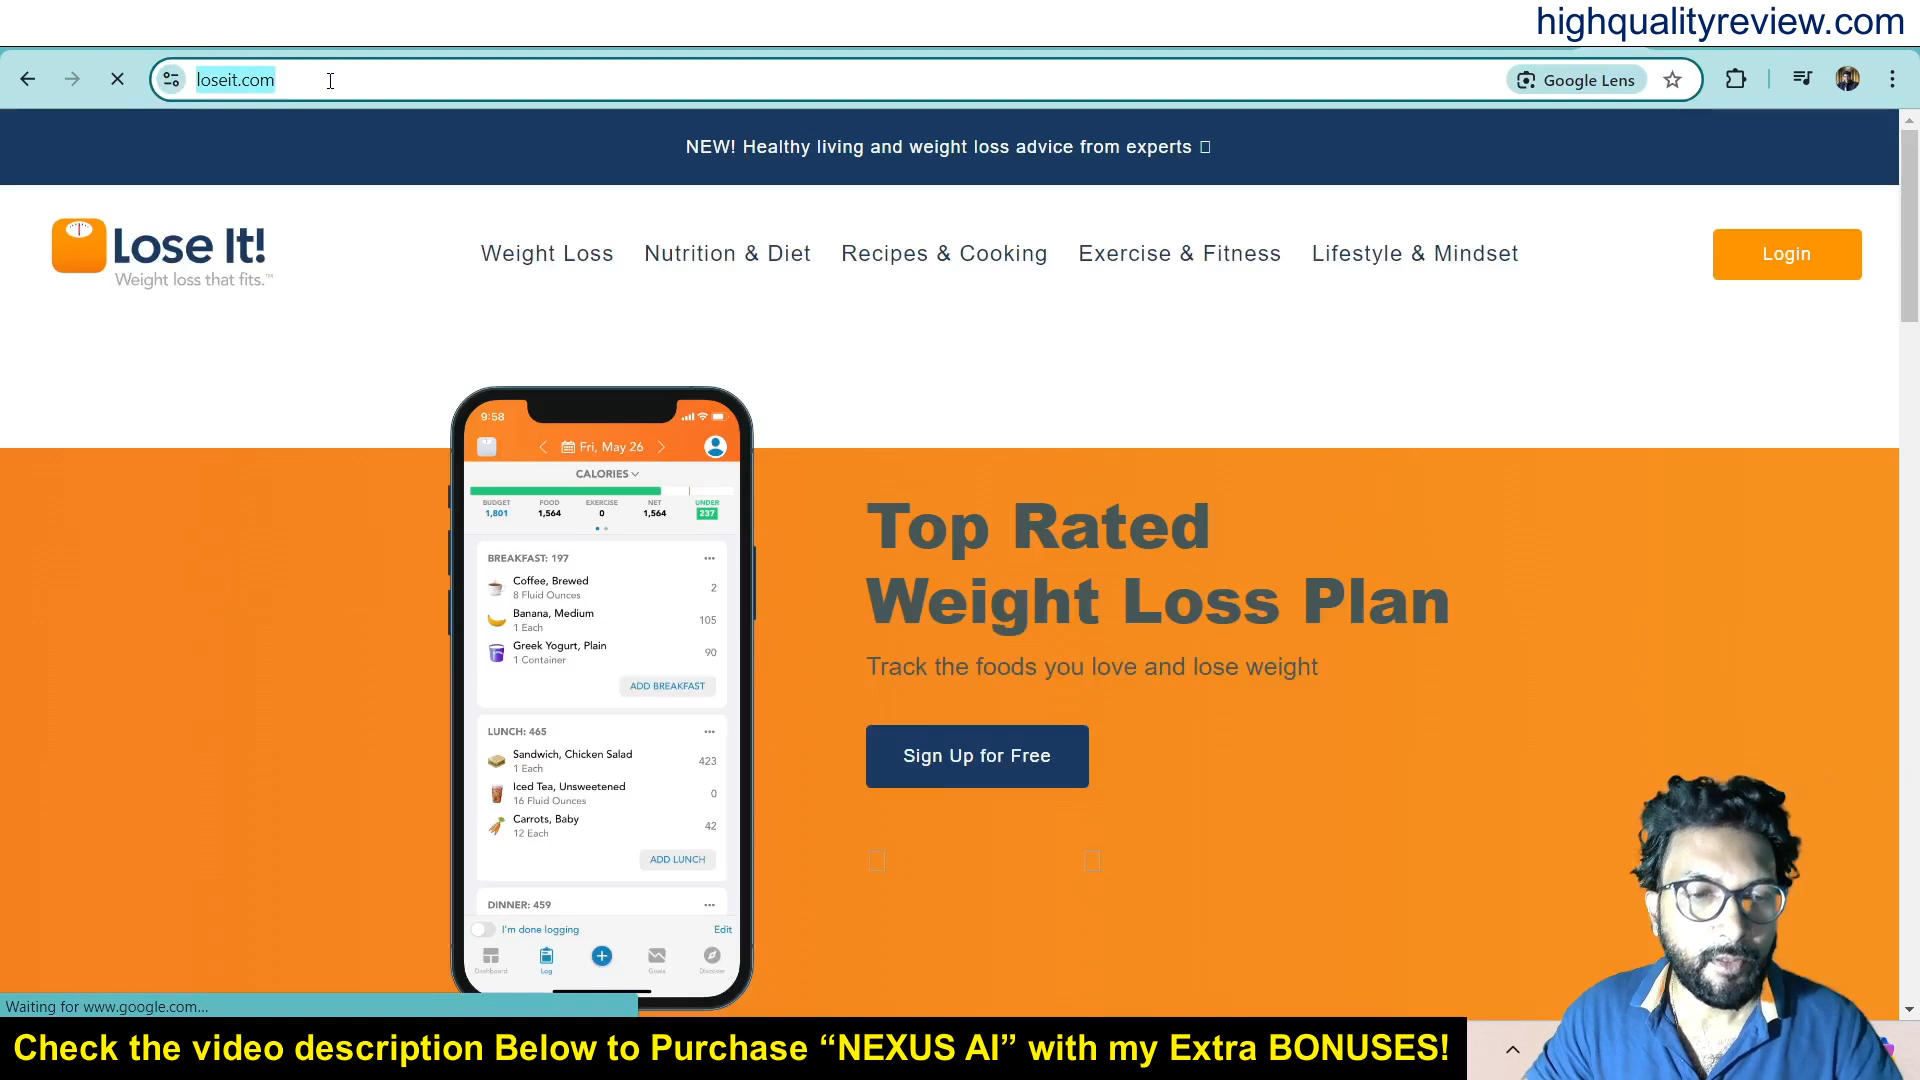 highqualityreview.com
loseit.com
Google Lens
NEW! Healthy living and weight loss advice from experts
Lose It!
Weight loss that fits.™
Weight Loss
Nutrition & Diet
Recipes & Cooking
Exercise & Fitness
Lifestyle & Mindset
Login
9:58
Fri, May 26
CALORIES
BUDGET FOOD EXERCISE NET UNDER
1,801 1,564 0 1,564 237
BREAKFAST: 197
Coffee, Brewed 2
8 Fluid Ounces
Banana, Medium 105
1 Each
Greek Yogurt, Plain 90
1 Container
ADD BREAKFAST
LUNCH: 465
Sandwich, Chicken Salad 423
1 Each
Iced Tea, Unsweetened 0
16 Fluid Ounces
Carrots, Baby 42
12 Each
ADD LUNCH
DINNER: 459
I'm done logging Edit
Dashboard Log Goals Discover
Top Rated
Weight Loss Plan
Track the foods you love and lose weight
Sign Up for Free
Waiting for www.google.com...
Check the video description Below to Purchase “NEXUS AI” with my Extra BONUSES!